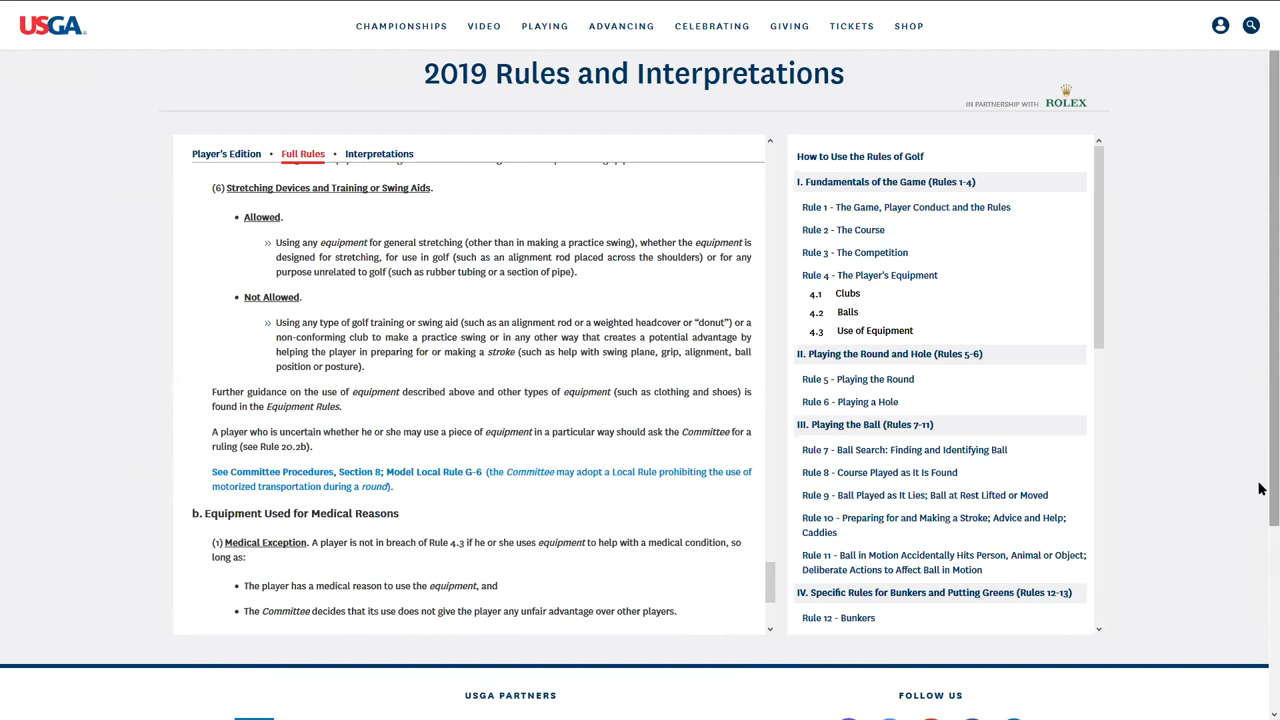 USGA
CHAMPIONSHIPS VIDEO PLAYING ADVANCING CELEBRATING GIVING TICKETS SHOP
2019 Rules and Interpretations
IN PARTNERSHIP WITH ROLEX
Player's Edition • Full Rules • Interpretations
(6) Stretching Devices and Training or Swing Aids.
• Allowed.
» Using any equipment for general stretching (other than in making a practice swing), whether the equipment is
designed for stretching, for use in golf (such as an alignment rod placed across the shoulders) or for any
purpose unrelated to golf (such as rubber tubing or a section of pipe).
• Not Allowed.
» Using any type of golf training or swing aid (such as an alignment rod or a weighted headcover or “donut”) or a
non-conforming club to make a practice swing or in any other way that creates a potential advantage by
helping the player in preparing for or making a stroke (such as help with swing plane, grip, alignment, ball
position or posture).
Further guidance on the use of equipment described above and other types of equipment (such as clothing and shoes) is
found in the Equipment Rules.
A player who is uncertain whether he or she may use a piece of equipment in a particular way should ask the Committee for a
ruling (see Rule 20.2b).
See Committee Procedures, Section 8; Model Local Rule G-6 (the Committee may adopt a Local Rule prohibiting the use of
motorized transportation during a round).
b. Equipment Used for Medical Reasons
(1) Medical Exception. A player is not in breach of Rule 4.3 if he or she uses equipment to help with a medical condition, so
long as:
• The player has a medical reason to use the equipment, and
• The Committee decides that its use does not give the player any unfair advantage over other players.
How to Use the Rules of Golf
I. Fundamentals of the Game (Rules 1-4)
Rule 1 - The Game, Player Conduct and the Rules
Rule 2 - The Course
Rule 3 - The Competition
Rule 4 - The Player's Equipment
4.1 Clubs
4.2 Balls
4.3 Use of Equipment
II. Playing the Round and Hole (Rules 5-6)
Rule 5 - Playing the Round
Rule 6 - Playing a Hole
III. Playing the Ball (Rules 7-11)
Rule 7 - Ball Search: Finding and Identifying Ball
Rule 8 - Course Played as It Is Found
Rule 9 - Ball Played as It Lies; Ball at Rest Lifted or Moved
Rule 10 - Preparing for and Making a Stroke; Advice and Help;
Caddies
Rule 11 - Ball in Motion Accidentally Hits Person, Animal or Object;
Deliberate Actions to Affect Ball in Motion
IV. Specific Rules for Bunkers and Putting Greens (Rules 12-13)
Rule 12 - Bunkers
USGA PARTNERS
FOLLOW US